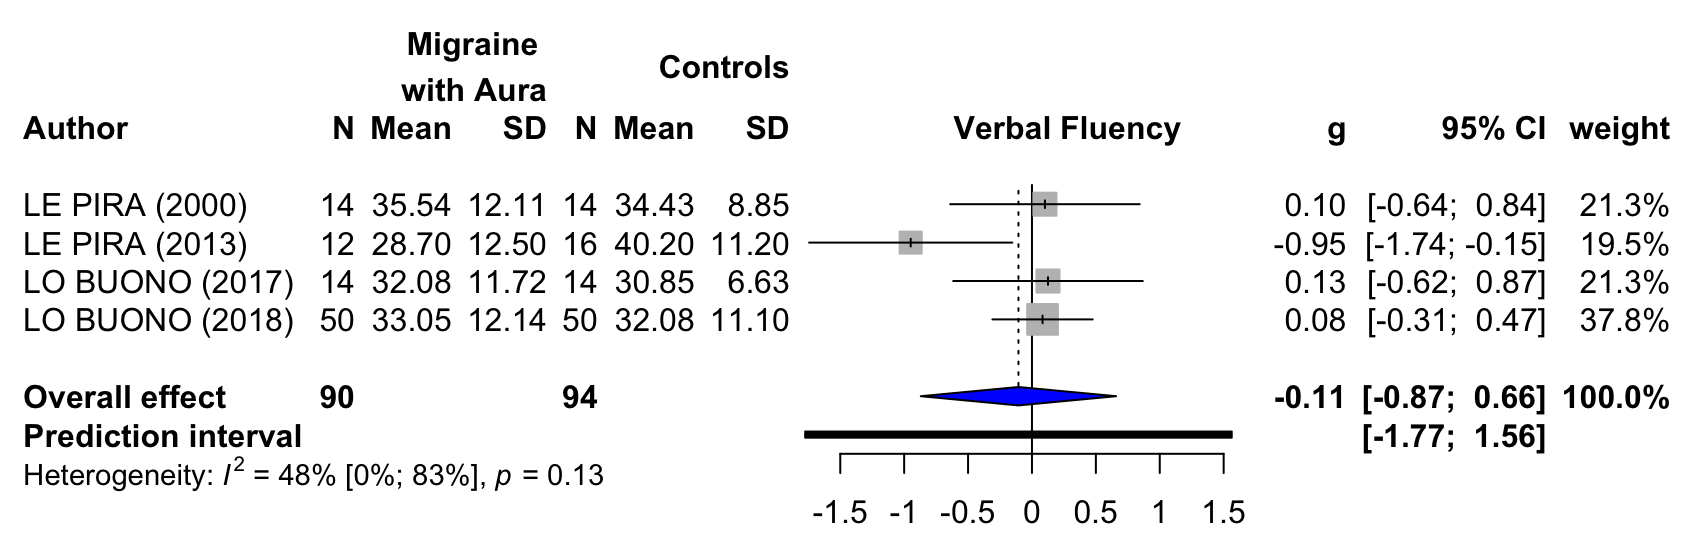 Migraine
with Aura
Controls
Author N Mean SD N Mean SD Verbal Fluency g 95% CI weight
LE PIRA (2000) 14 35.54 12.11 14 34.43 8.85 0.10 [-0.64; 0.84] 21.3%
LE PIRA (2013) 12 28.70 12.50 16 40.20 11.20 -0.95 [-1.74; -0.15] 19.5%
LO BUONO (2017) 14 32.08 11.72 14 30.85 6.63 0.13 [-0.62; 0.87] 21.3%
LO BUONO (2018) 50 33.05 12.14 50 32.08 11.10 0.08 [-0.31; 0.47] 37.8%
Overall effect 90 94 -0.11 [-0.87; 0.66] 100.0%
Prediction interval [-1.77; 1.56]
Heterogeneity: I² = 48% [0%; 83%], p = 0.13
-1.5 -1 -0.5 0 0.5 1 1.5